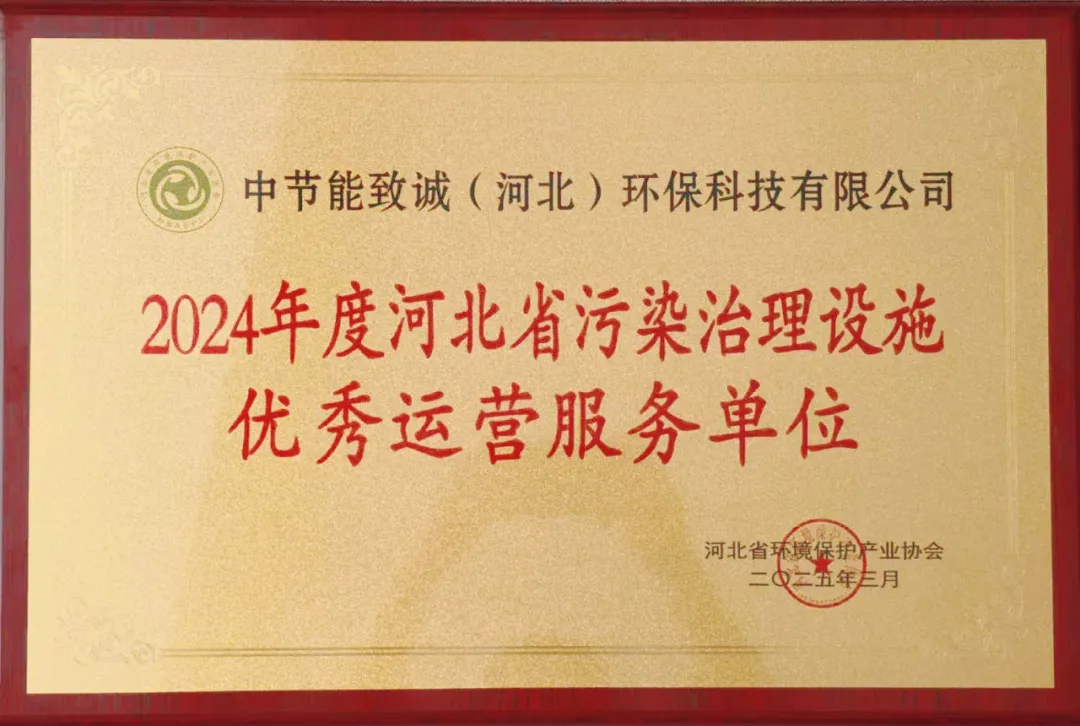 中节能致诚（河北）环保科技有限公司
2024年度河北省污染治理设施
优秀运营服务单位
河北省环境保护产业协会
二〇二五年三月